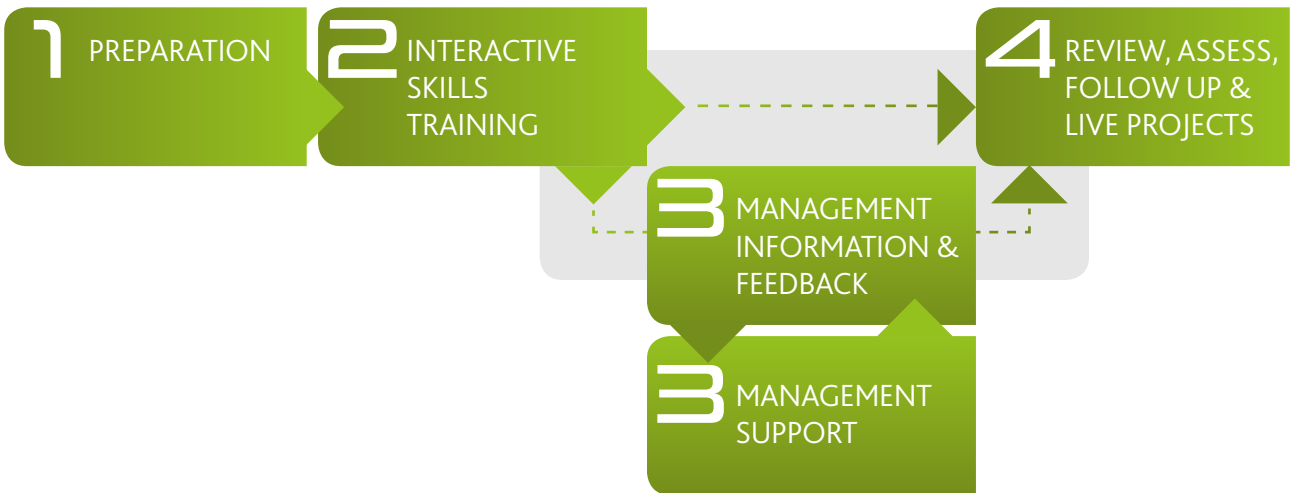 1 PREPARATION
2 INTERACTIVE
SKILLS
TRAINING
3 MANAGEMENT
INFORMATION &
FEEDBACK
3 MANAGEMENT
SUPPORT
4 REVIEW, ASSESS,
FOLLOW UP &
LIVE PROJECTS